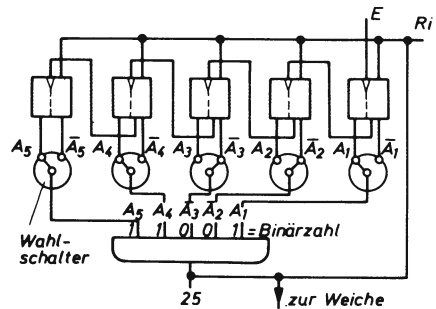 E
Ri
A5 Ā5 A4 Ā4 A3 Ā3 A2 Ā2 A1 Ā1
A5 A4 Ā3 Ā2 A1
1 1 0 0 1 = Binärzahl
Wahl-
schalter
25
zur Weiche